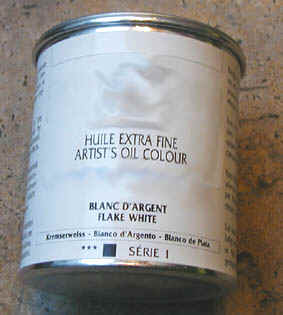 HUILE EXTRA FINE
ARTIST'S OIL COLOUR
BLANC D'ARGENT
FLAKE WHITE
Kremserweiss - Bianco d'Argento - Blanco de Plata
*** ■ SÉRIE 1